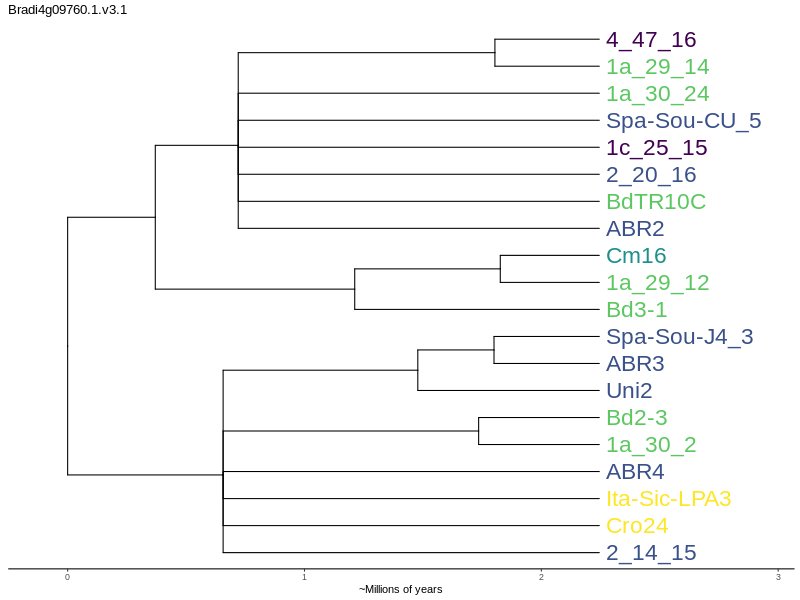 Bradi4g09760.1.v3.1
4_47_16
1a_29_14
1a_30_24
Spa-Sou-CU_5
1c_25_15
2_20_16
BdTR10C
ABR2
Cm16
1a_29_12
Bd3-1
Spa-Sou-J4_3
ABR3
Uni2
Bd2-3
1a_30_2
ABR4
Ita-Sic-LPA3
Cro24
2_14_15
0 1 2 3
~Millions of years